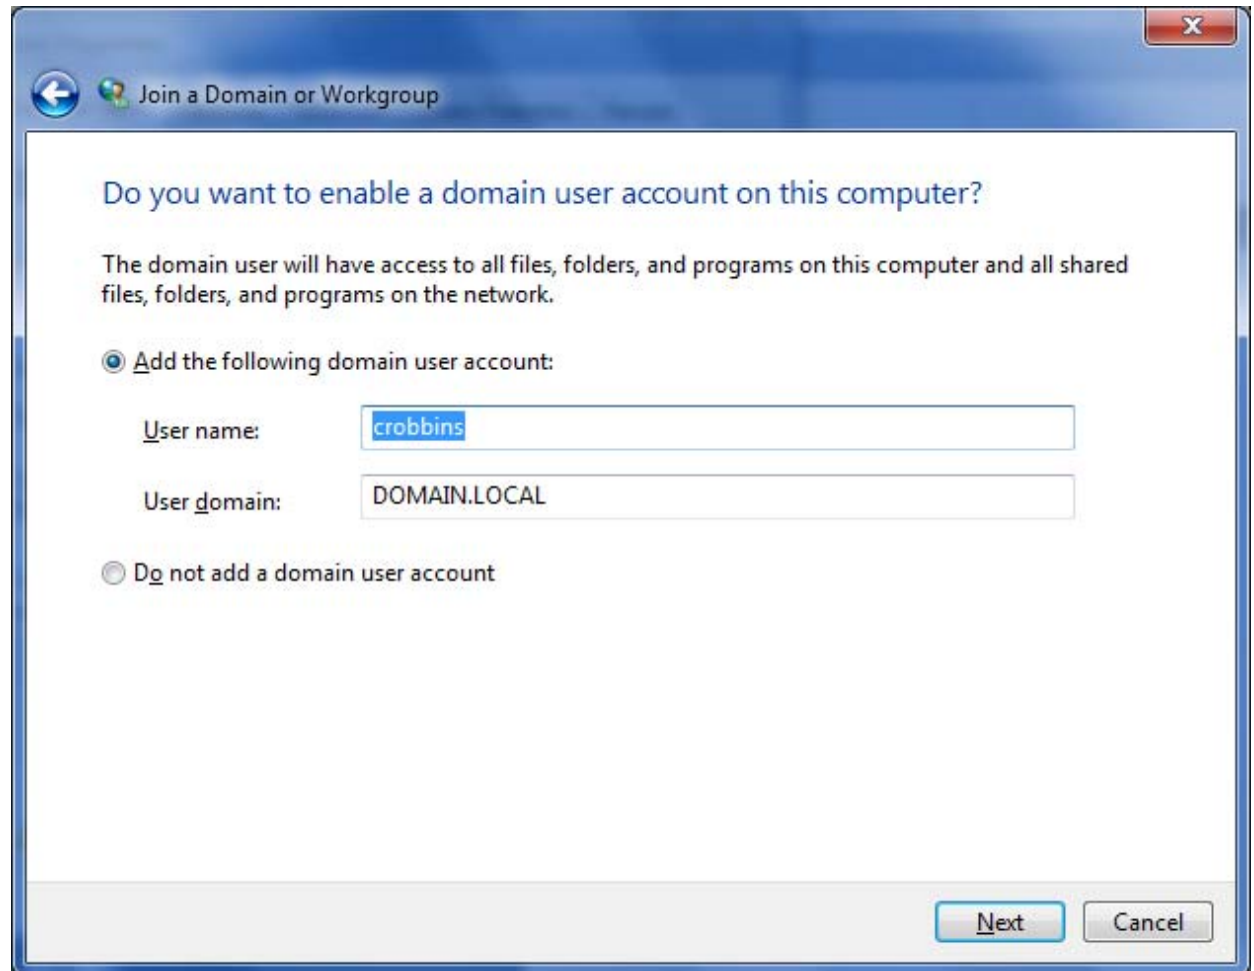 Join a Domain or Workgroup
Do you want to enable a domain user account on this computer?
The domain user will have access to all files, folders, and programs on this computer and all shared
files, folders, and programs on the network.
Add the following domain user account:
User name: crobbins
User domain: DOMAIN.LOCAL
Do not add a domain user account
Next Cancel